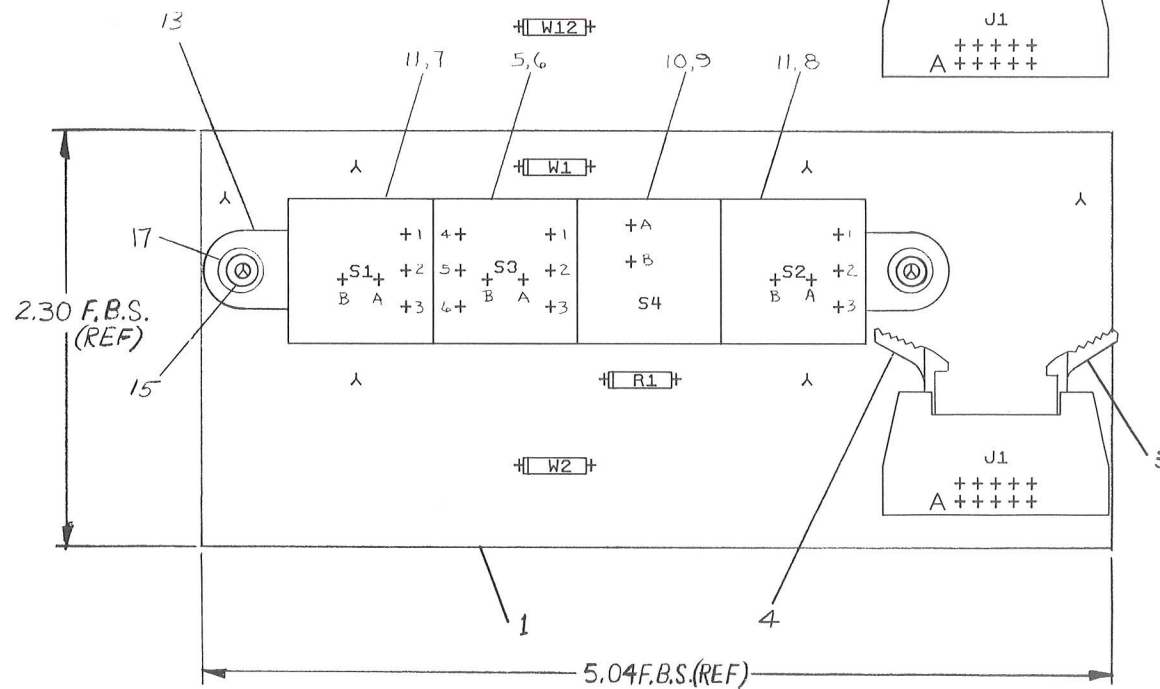 13
W12
J1
A
11,7
5,6
10,9
11,8
W1
17
1
4
1
A
1
S1
2
5
S3
2
B
S2
2
B
A
3
6
B
A
3
S4
B
A
3
2.30 F.B.S.
(REF)
15
R1
W2
J1
A
1
4
5.04 F.B.S. (REF)